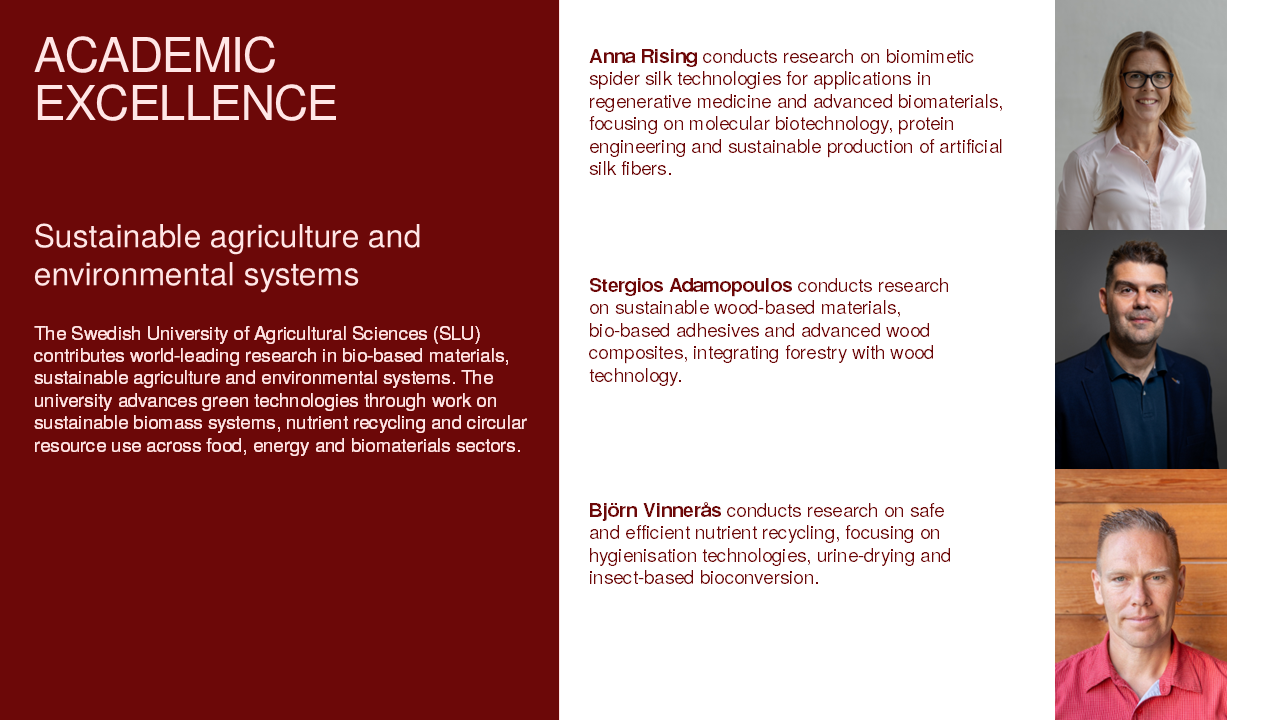 ACADEMIC
EXCELLENCE
Sustainable agriculture and
environmental systems
The Swedish University of Agricultural Sciences (SLU)
contributes world-leading research in bio-based materials,
sustainable agriculture and environmental systems. The
university advances green technologies through work on
sustainable biomass systems, nutrient recycling and circular
resource use across food, energy and biomaterials sectors.
Anna Rising conducts research on biomimetic
spider silk technologies for applications in
regenerative medicine and advanced biomaterials,
focusing on molecular biotechnology, protein
engineering and sustainable production of artificial
silk fibers.
Stergios Adamopoulos conducts research
on sustainable wood-based materials,
bio-based adhesives and advanced wood
composites, integrating forestry with wood
technology.
Björn Vinnerås conducts research on safe
and efficient nutrient recycling, focusing on
hygienisation technologies, urine-drying and
insect-based bioconversion.